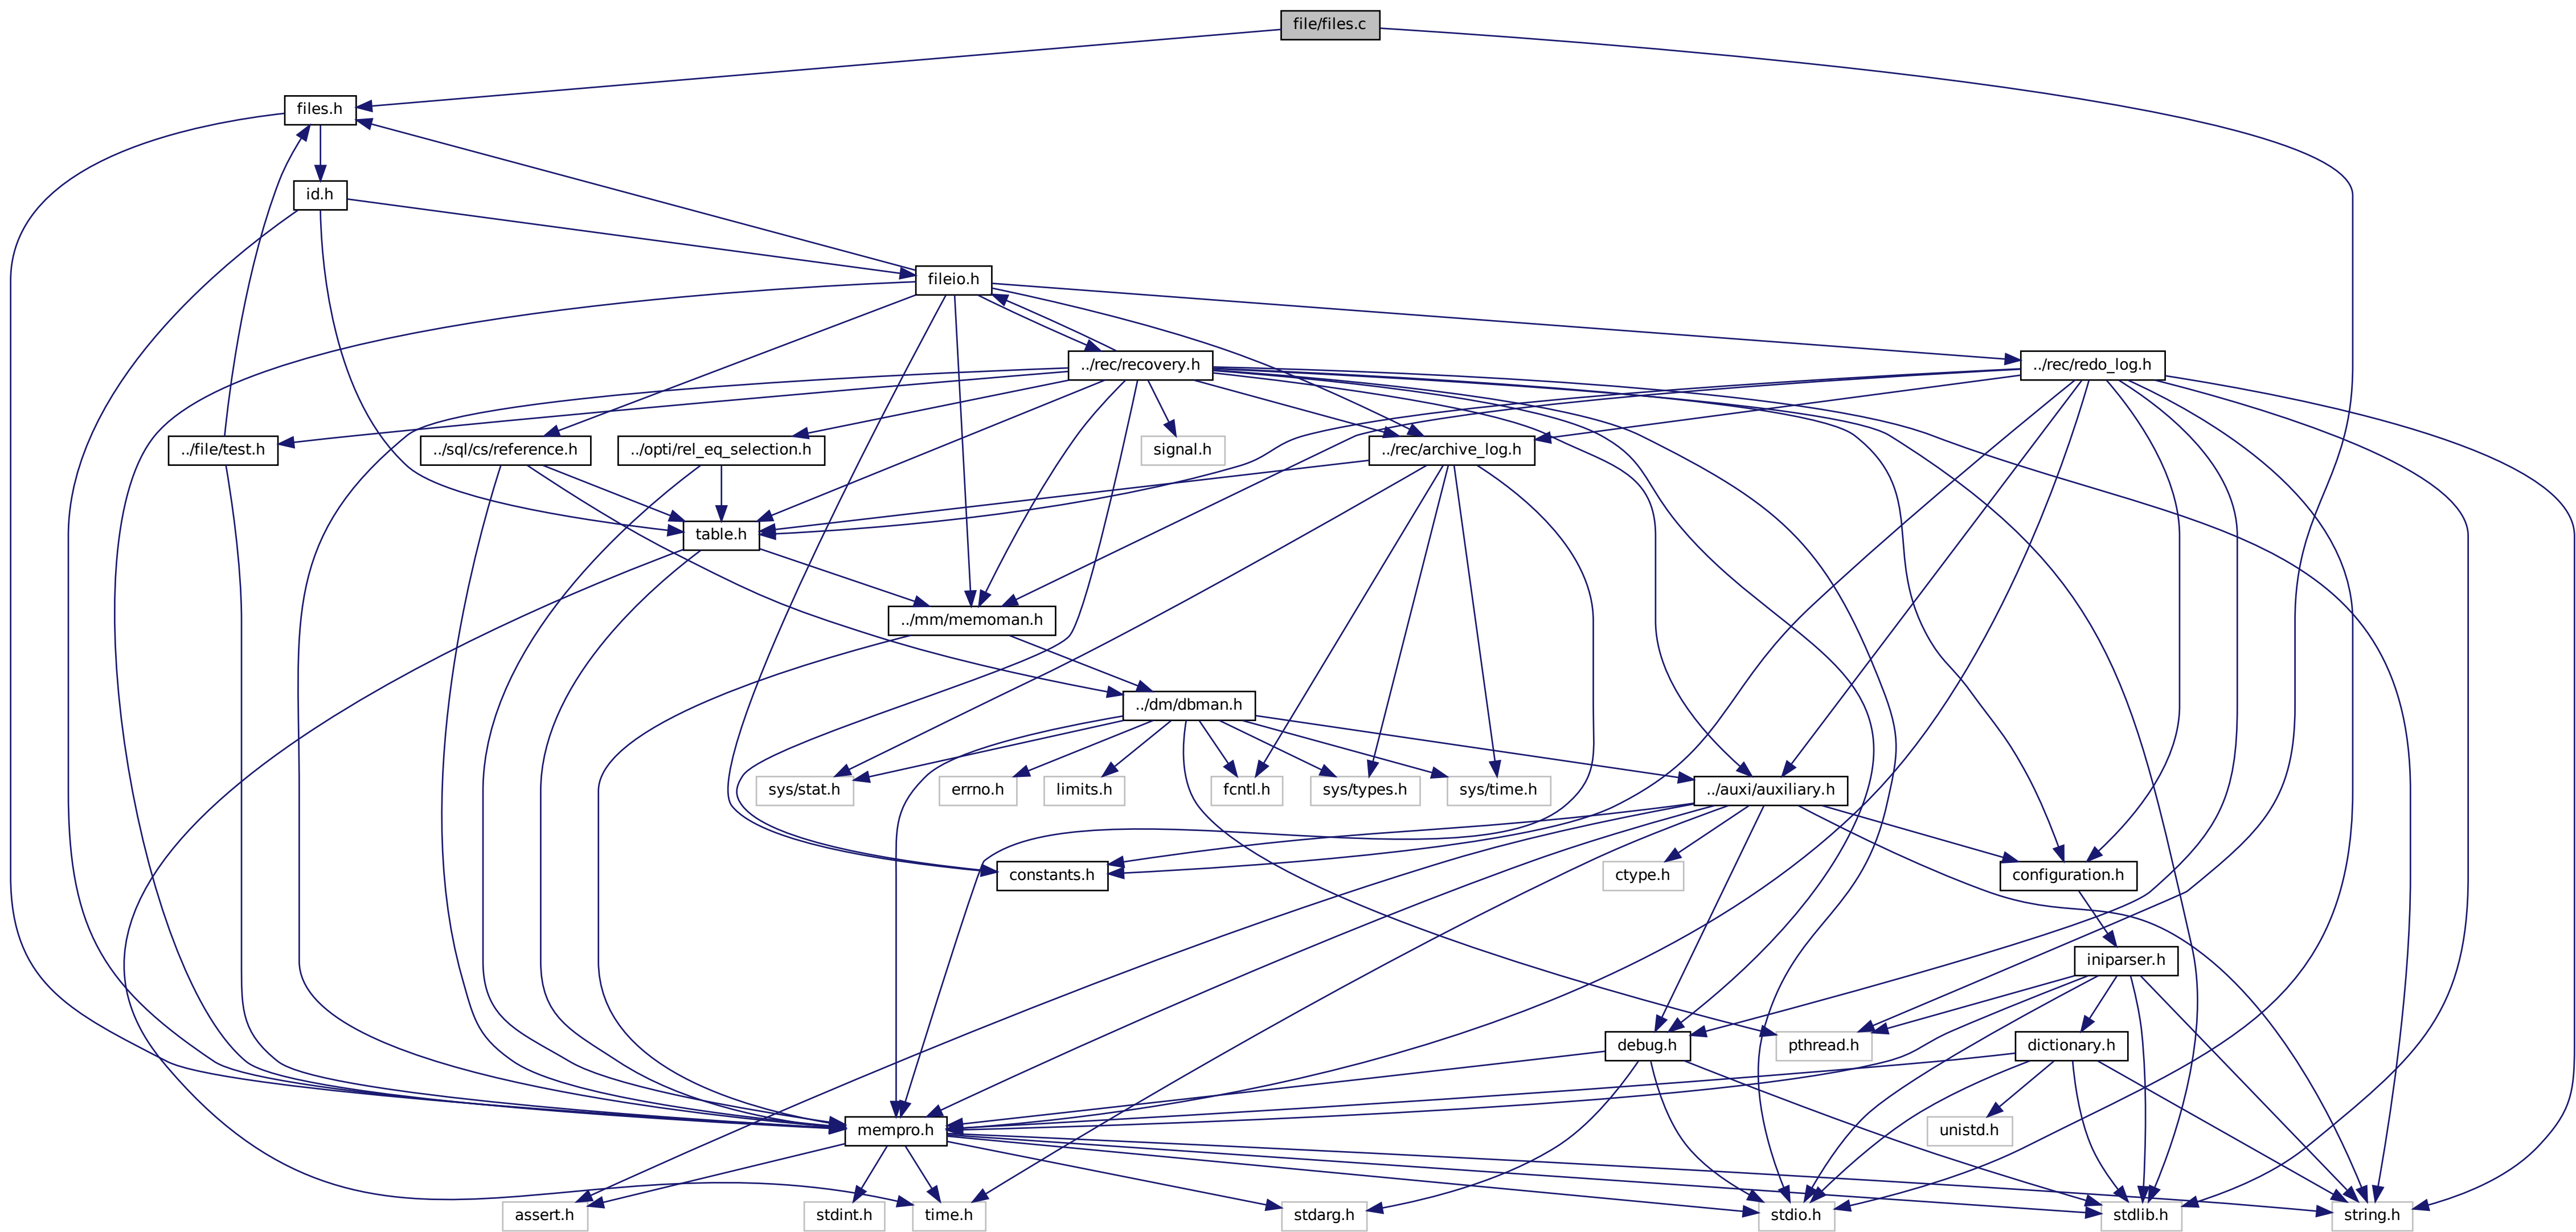 file/files.c
files.h
id.h
fileio.h
../rec/recovery.h
../rec/redo_log.h
../file/test.h
../sql/cs/reference.h
../opti/rel_eq_selection.h
signal.h
../rec/archive_log.h
table.h
../mm/memoman.h
../dm/dbman.h
sys/stat.h
errno.h
limits.h
fcntl.h
sys/types.h
sys/time.h
../auxi/auxiliary.h
constants.h
ctype.h
configuration.h
iniparser.h
debug.h
pthread.h
dictionary.h
mempro.h
unistd.h
assert.h
stdint.h
time.h
stdarg.h
stdio.h
stdlib.h
string.h